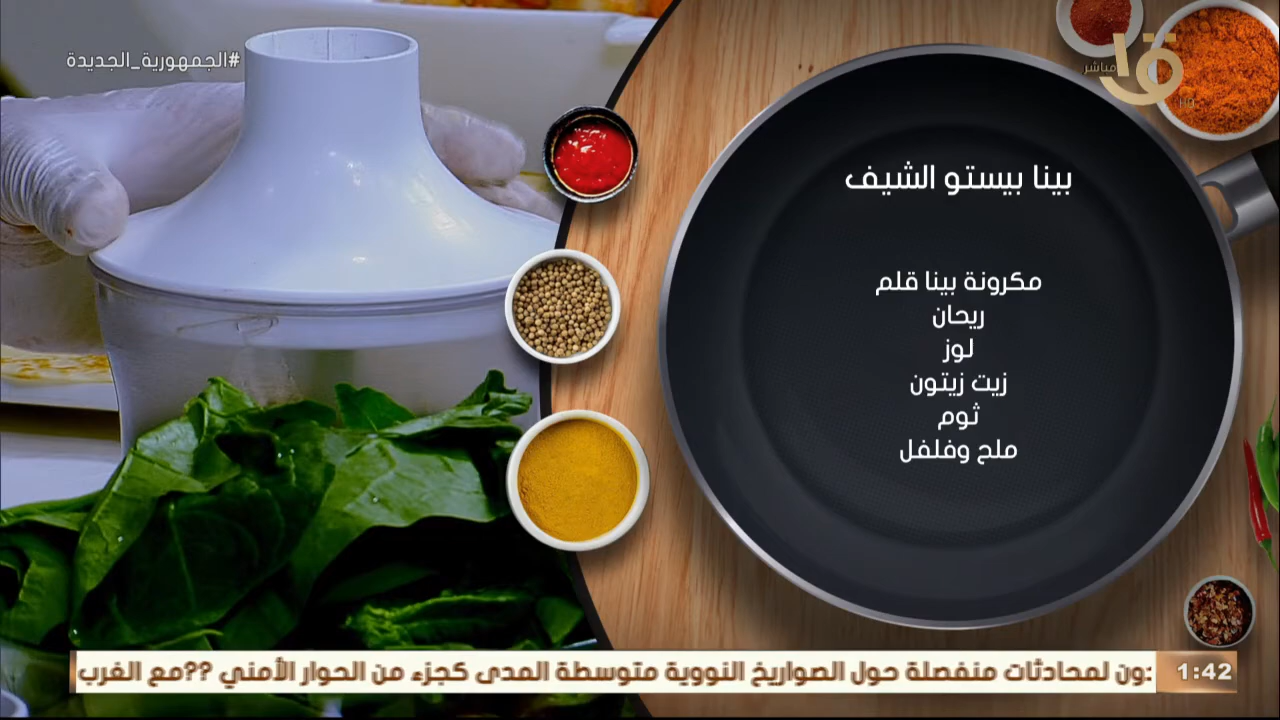 #الجمهورية_الجديدة
مباشر
HD
بينا بيستو الشيف
مكرونة بينا قلم
ريحان
لوز
زيت زيتون
ثوم
ملح وفلفل
لمحادثات منفصلة حول الصواريخ النووية متوسطة المدى كجزء من الحوار الأمني ??مع الغرب
1:42